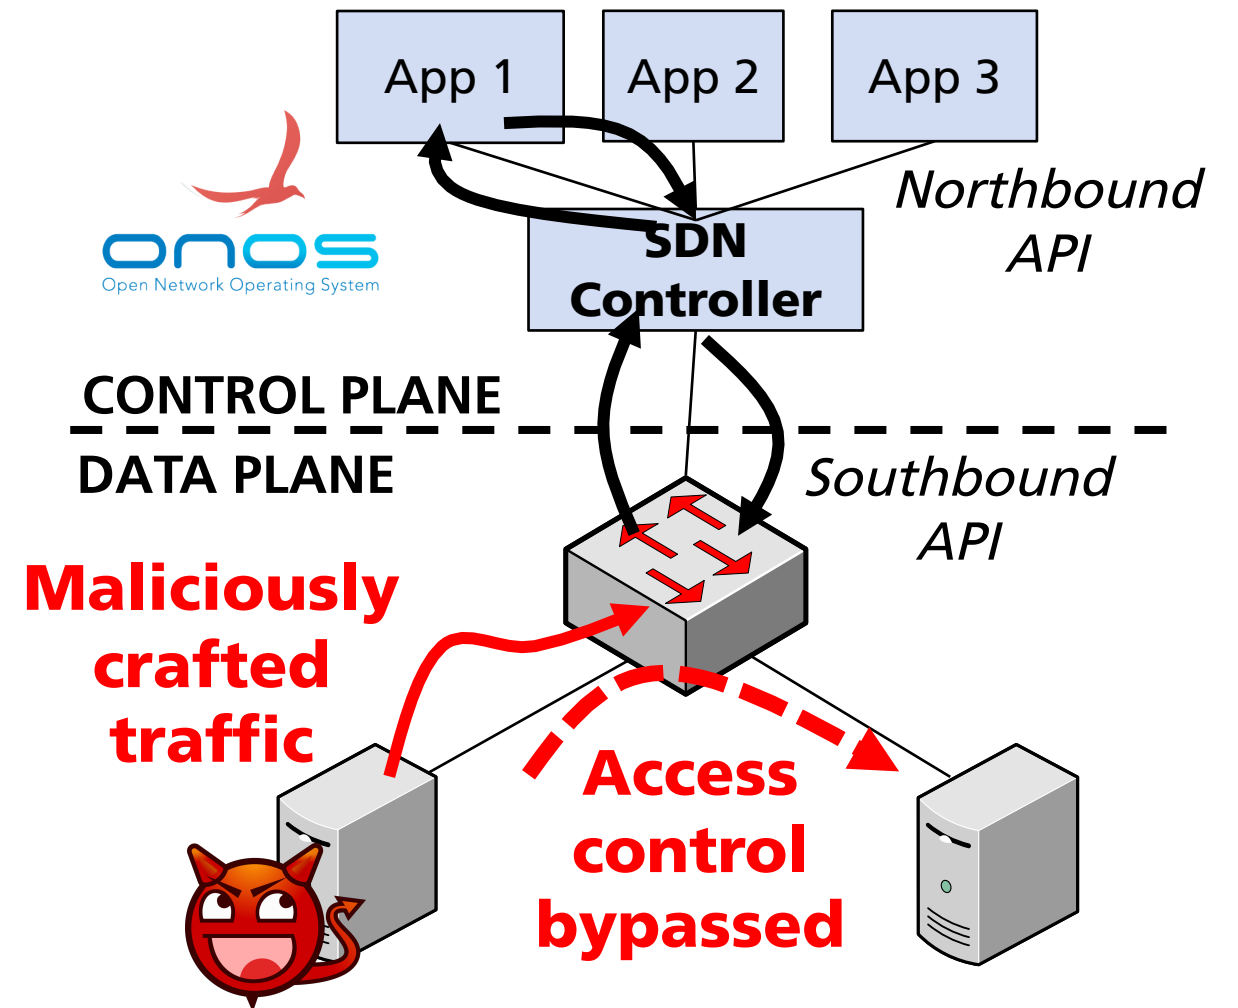 App 1
App 2
App 3
onos
Open Network Operating System
Northbound
API
SDN
Controller
CONTROL PLANE
DATA PLANE
Southbound
API
Maliciously
crafted
traffic
Access
control
bypassed